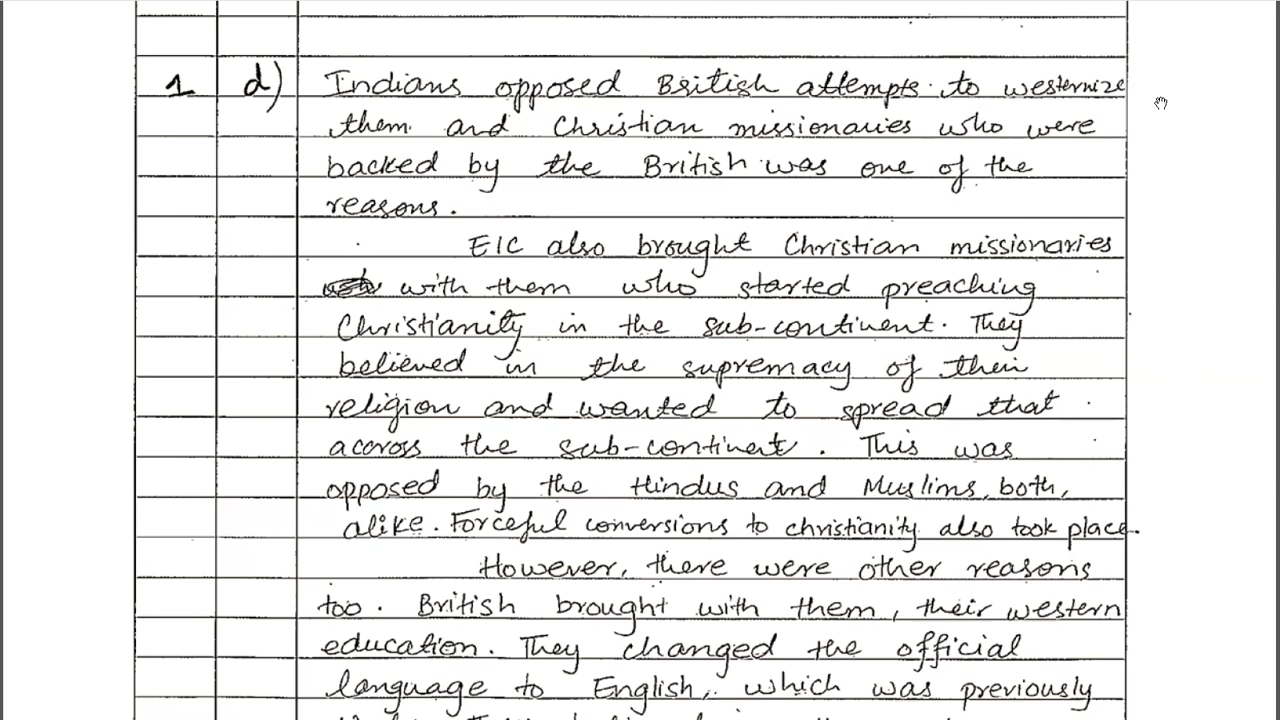 1 d) Indians opposed British attempts to westernize
them and Christian missionaries who were
backed by the British was one of the
reasons.
EIC also brought Christian missionaries
with them who started preaching
Christianity in the sub-continent. They
believed in the supremacy of their
religion and wanted to spread that
accross the sub-continent. This was
opposed by the Hindus and Muslims, both,
alike. Forceful conversions to christianity also took place.
However, there were other reasons
too. British brought with them, their western
education. They changed the official
language to English, which was previously